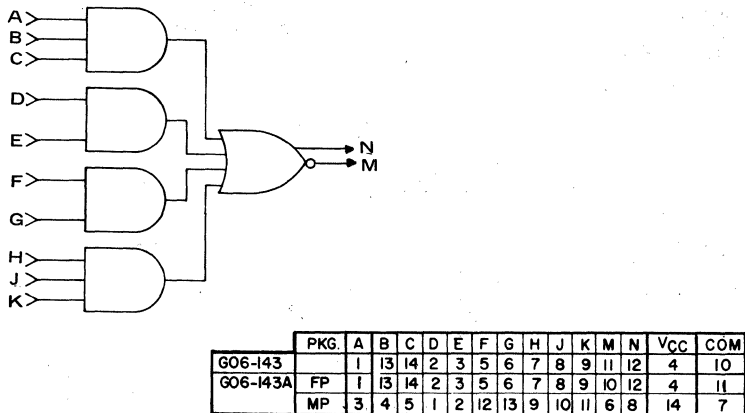 A
B
C
D
E
F
G
H
J
K
N
M
PKG. A B C D E F G H J K M N VCC COM
G06-143 1 13 14 2 3 5 6 7 8 9 11 12 4 10
G06-143A FP 1 13 14 2 3 5 6 7 8 9 10 12 4 11
MP 3 4 5 1 2 12 13 9 10 11 6 8 14 7